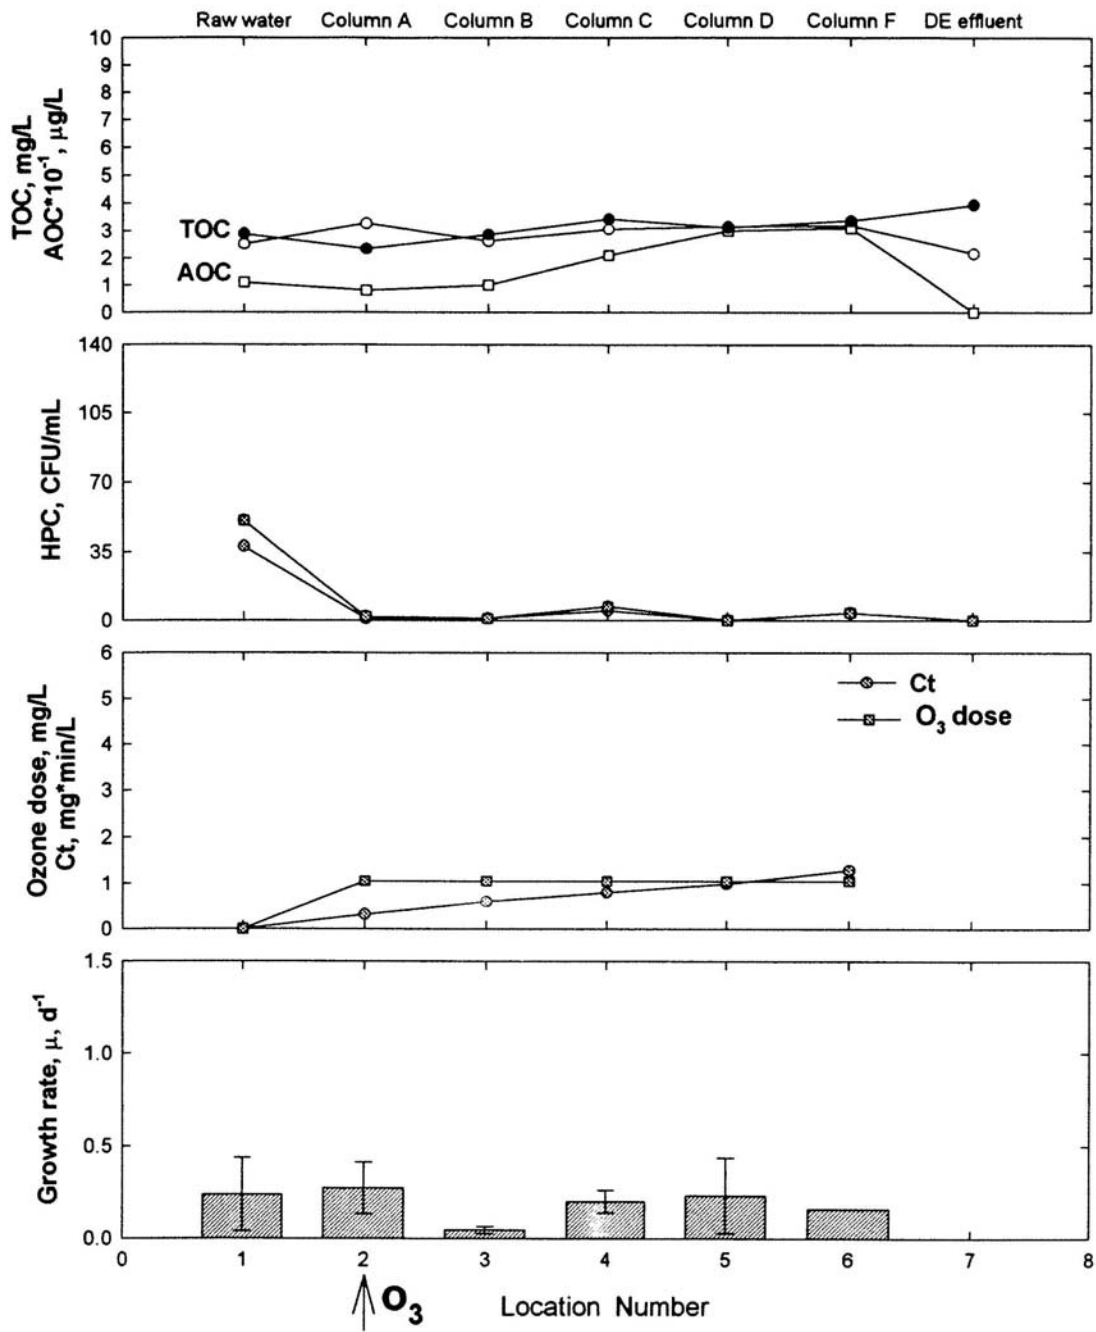 Raw water Column A Column B Column C Column D Column F DE effluent
TOC, mg/L
AOC*10⁻¹, μg/L
10
9
8
7
6
5
4
3
2
1
0
TOC
AOC
HPC, CFU/mL
140
105
70
35
0
Ozone dose, mg/L
Ct, mg*min/L
6
5
4
3
2
1
0
Ct
O₃ dose
Growth rate, μ, d⁻¹
1.5
1.0
0.5
0.0
0 1 2 3 4 5 6 7 8
O₃
Location Number